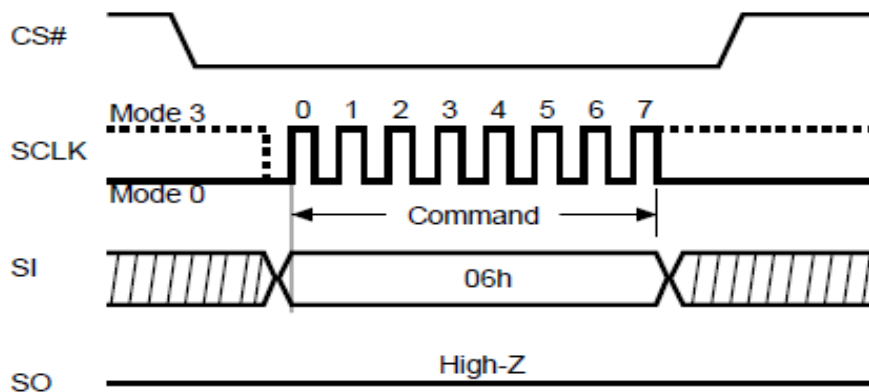 CS#
Mode 3
0 1 2 3 4 5 6 7
SCLK
Mode 0
Command
SI
06h
High-Z
SO